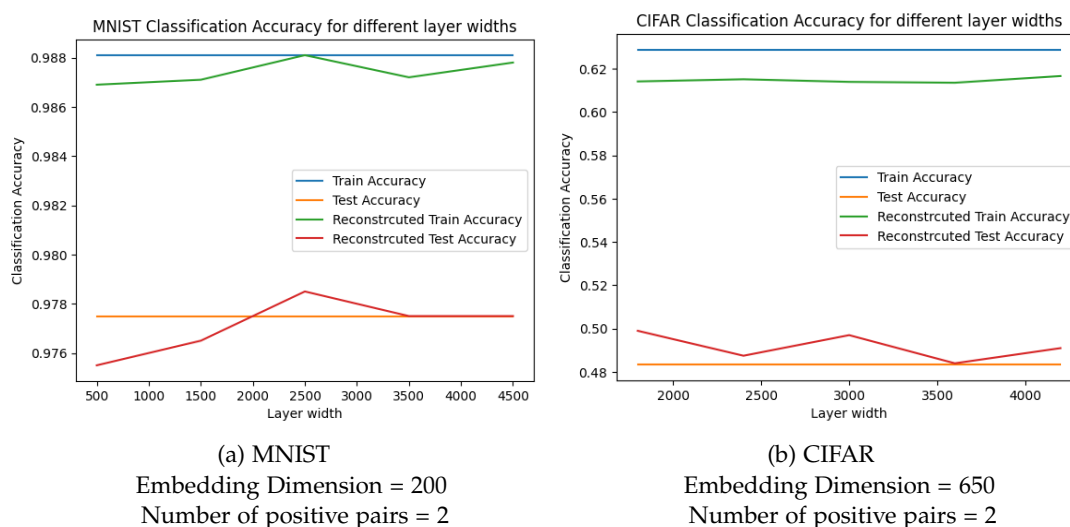 MNIST Classification Accuracy for different layer widths
Classification Accuracy
0.988
0.986
0.984
0.982
0.980
0.978
0.976
Train Accuracy
Test Accuracy
Reconstrcuted Train Accuracy
Reconstrcuted Test Accuracy
500 1000 1500 2000 2500 3000 3500 4000 4500
Layer width
(a) MNIST
Embedding Dimension = 200
Number of positive pairs = 2
CIFAR Classification Accuracy for different layer widths
Classification Accuracy
0.62
0.60
0.58
0.56
0.54
0.52
0.50
0.48
Train Accuracy
Test Accuracy
Reconstrcuted Train Accuracy
Reconstrcuted Test Accuracy
2000 2500 3000 3500 4000
Layer width
(b) CIFAR
Embedding Dimension = 650
Number of positive pairs = 2